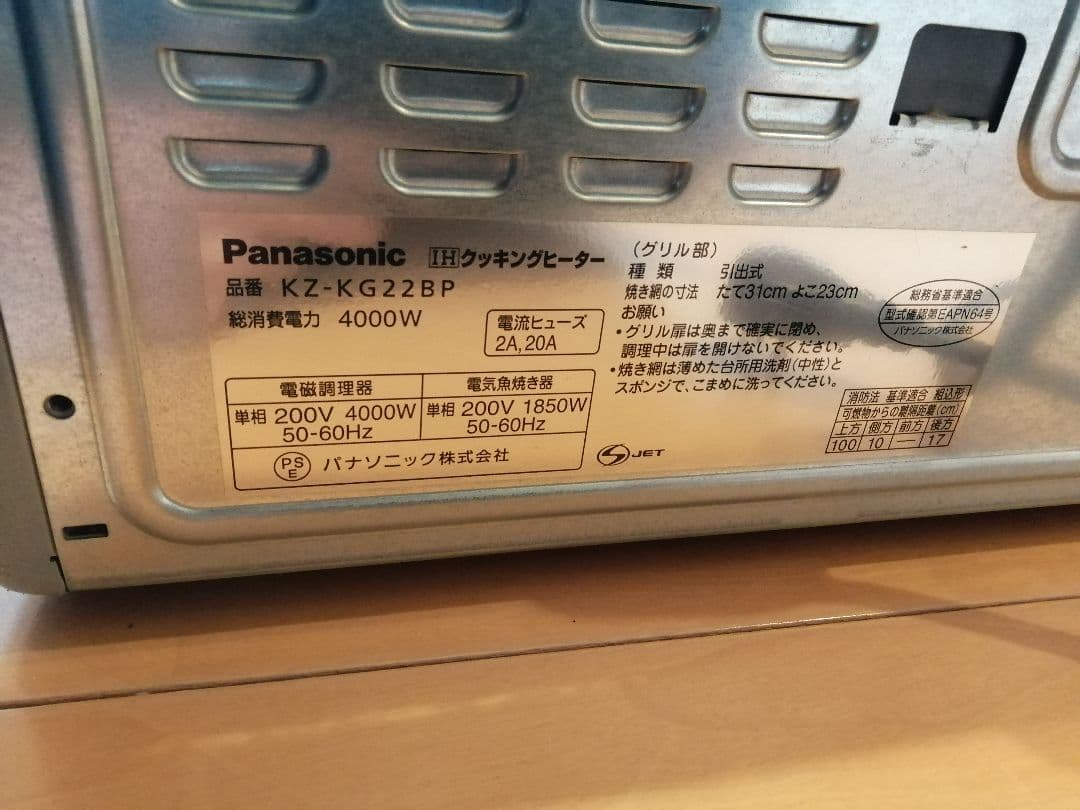 Panasonic IHクッキングヒーター
品番 KZ-KG22BP
総消費電力 4000W
電流ヒューズ
2A,20A
電磁調理器
電気魚焼き器
単相 200V 4000W
50-60Hz
単相 200V 1850W
50-60Hz
PS
E
パナソニック株式会社
(グリル部)
種類 引出式
焼き網の寸法 たて31cm よこ23cm
お願い
•グリル扉は奥まで確実に閉め、
調理中は扉を開けないでください。
•焼き網は薄めた台所用洗剤(中性)と
スポンジで、こまめに洗ってください。
S JET
総務省基準適合
型式確認第EAPN64号
パナソニック株式会社
消防法 基準適合 組込形
可燃物からの離隔距離(cm)
上方 側方 前方 後方
100 10 — 17